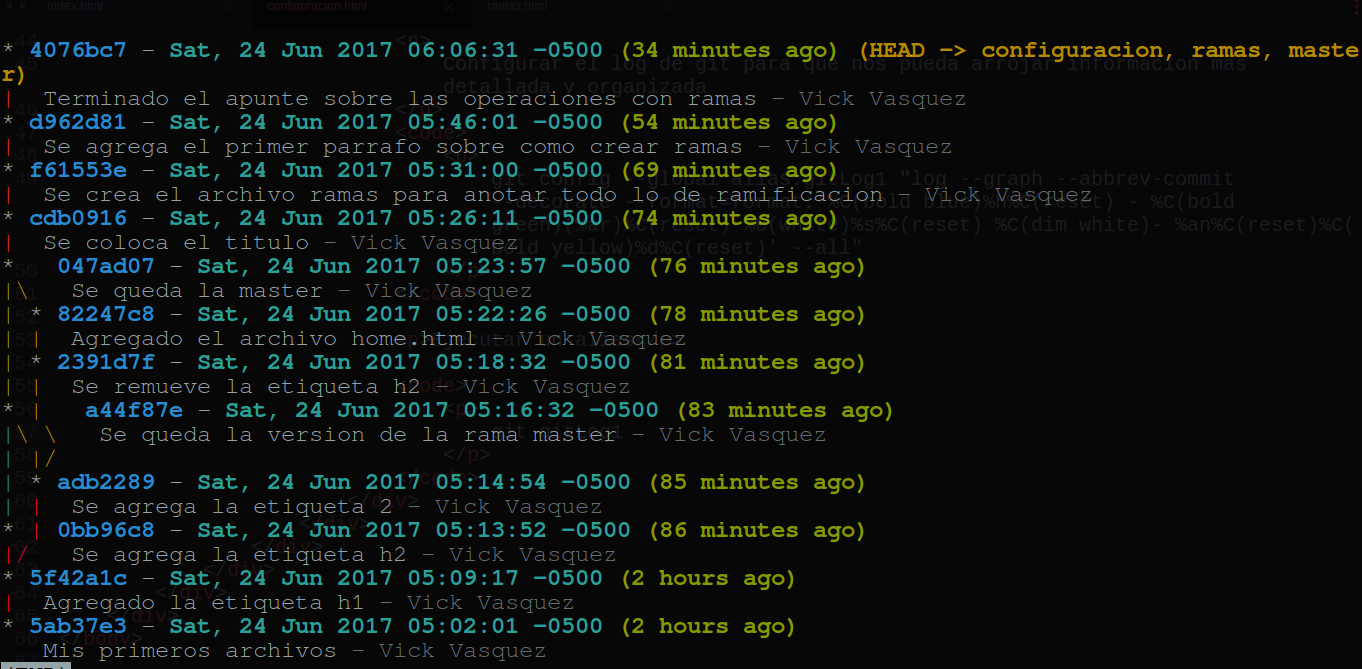 index.html configuracion.html ramas.html
* 4076bc7 - Sat, 24 Jun 2017 06:06:31 -0500 (34 minutes ago) (HEAD -> configuracion, ramas, maste
r)
| Terminado el apunte sobre las operaciones con ramas - Vick Vasquez
* d962d81 - Sat, 24 Jun 2017 05:46:01 -0500 (54 minutes ago)
| Se agrega el primer parrafo sobre como crear ramas - Vick Vasquez
* f61553e - Sat, 24 Jun 2017 05:31:00 -0500 (69 minutes ago)
| Se crea el archivo ramas para anotar todo lo de ramificacion - Vick Vasquez
* cdb0916 - Sat, 24 Jun 2017 05:26:11 -0500 (74 minutes ago)
| Se coloca el titulo - Vick Vasquez
* 047ad07 - Sat, 24 Jun 2017 05:23:57 -0500 (76 minutes ago)
|\ Se queda la master - Vick Vasquez
| * 82247c8 - Sat, 24 Jun 2017 05:22:26 -0500 (78 minutes ago)
| | Agregado el archivo home.html - Vick Vasquez
| * 2391d7f - Sat, 24 Jun 2017 05:18:32 -0500 (81 minutes ago)
| | Se remueve la etiqueta h2 - Vick Vasquez
* | a44f87e - Sat, 24 Jun 2017 05:16:32 -0500 (83 minutes ago)
|\ \ Se queda la version de la rama master - Vick Vasquez
| |/
| * adb2289 - Sat, 24 Jun 2017 05:14:54 -0500 (85 minutes ago)
| | Se agrega la etiqueta 2 - Vick Vasquez
* | 0bb96c8 - Sat, 24 Jun 2017 05:13:52 -0500 (86 minutes ago)
|/ Se agrega la etiqueta h2 - Vick Vasquez
* 5f42a1c - Sat, 24 Jun 2017 05:09:17 -0500 (2 hours ago)
| Agregado la etiqueta h1 - Vick Vasquez
* 5ab37e3 - Sat, 24 Jun 2017 05:02:01 -0500 (2 hours ago)
Mis primeros archivos - Vick Vasquez